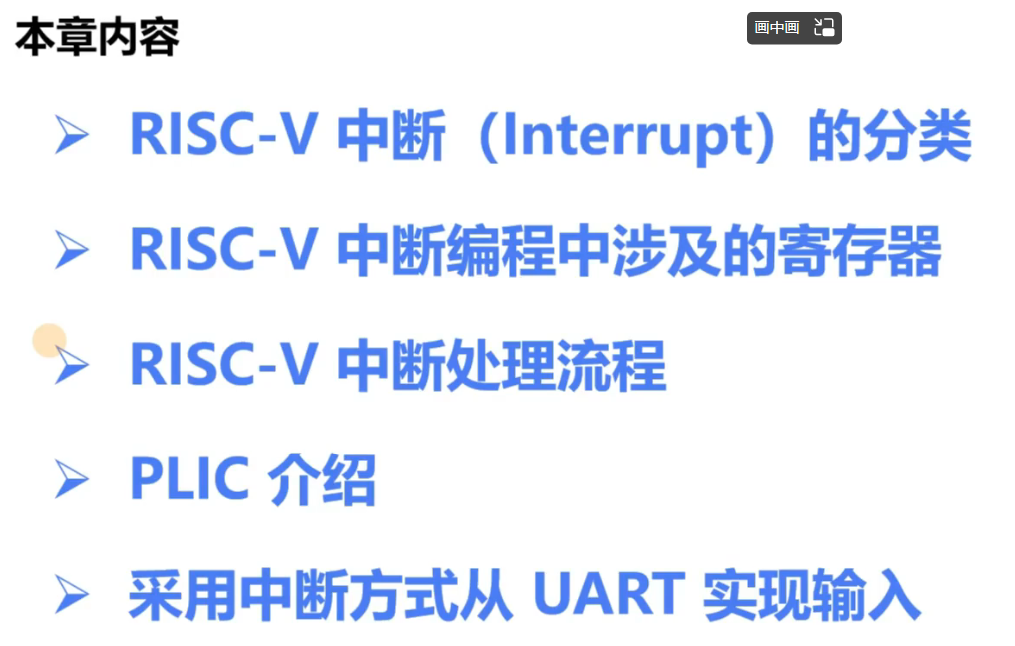 本章内容
画中画
RISC-V 中断（Interrupt）的分类
RISC-V 中断编程中涉及的寄存器
RISC-V 中断处理流程
PLIC 介绍
采用中断方式从 UART 实现输入